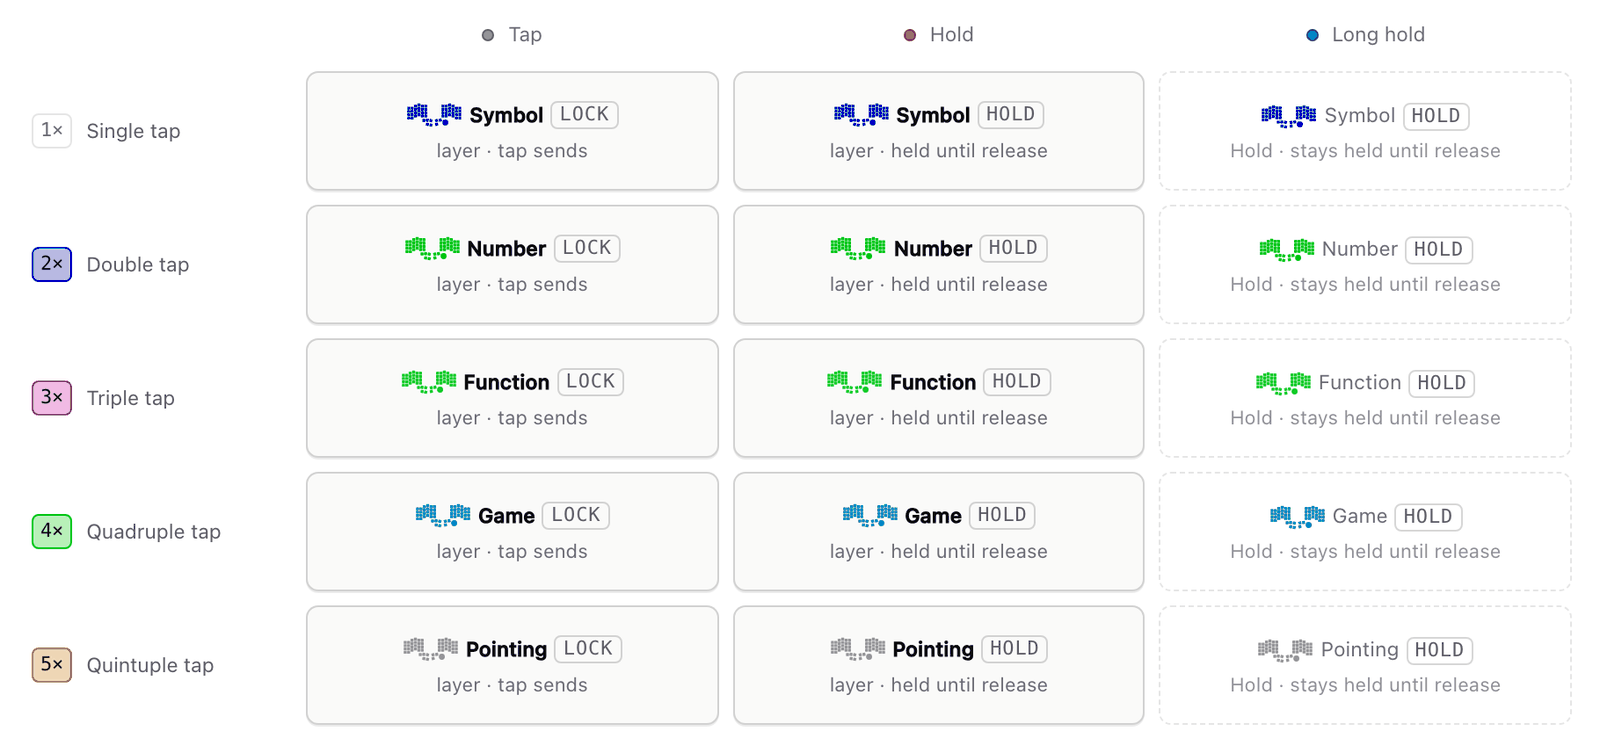 Tap Hold Long hold
1× Single tap
Symbol LOCK
layer · tap sends
Symbol HOLD
layer · held until release
Symbol HOLD
Hold · stays held until release
2× Double tap
Number LOCK
layer · tap sends
Number HOLD
layer · held until release
Number HOLD
Hold · stays held until release
3× Triple tap
Function LOCK
layer · tap sends
Function HOLD
layer · held until release
Function HOLD
Hold · stays held until release
4× Quadruple tap
Game LOCK
layer · tap sends
Game HOLD
layer · held until release
Game HOLD
Hold · stays held until release
5× Quintuple tap
Pointing LOCK
layer · tap sends
Pointing HOLD
layer · held until release
Pointing HOLD
Hold · stays held until release